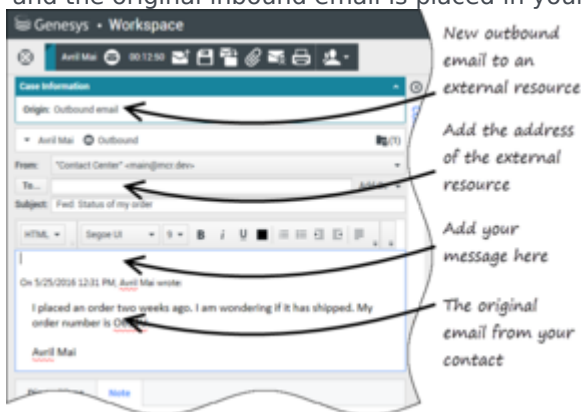 and the original inbound email is placed in your
Genesys • Workspace
Avril Mai 00:12:50
Case Information
Origin: Outbound email
Avril Mai Outbound (1)
From: "Contact Center" <main@mcr.dev>
To...
Subject: Fwd: Status of my order
HTML Segoe UI 9 B i U
On 5/25/2016 12:31 PM, Avril Mai wrote:
I placed an order two weeks ago. I am wondering if it has shipped. My
order number is
Avril Mai
Note
New outbound
email to an
external resource
Add the address
of the external
resource
Add your
message here
The original
email from your
contact